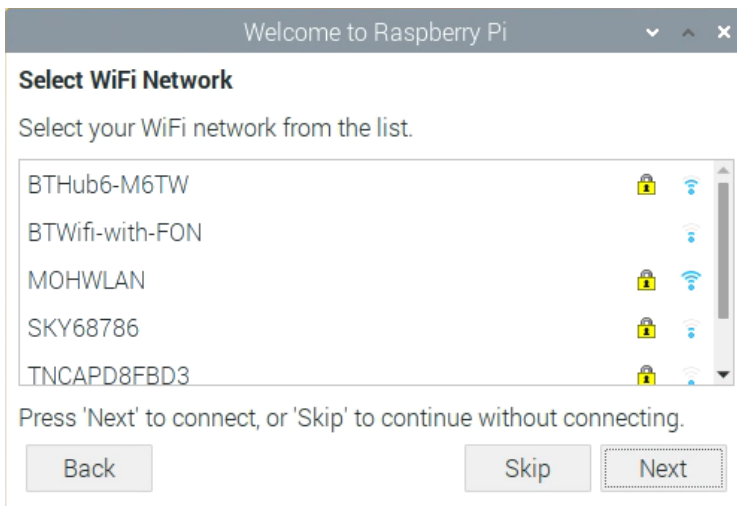 Welcome to Raspberry Pi
Select WiFi Network
Select your WiFi network from the list.
BTHub6-M6TW
BTWifi-with-FON
MOHWLAN
SKY68786
TNCAPD8FBD3
Press 'Next' to connect, or 'Skip' to continue without connecting.
Back Skip Next